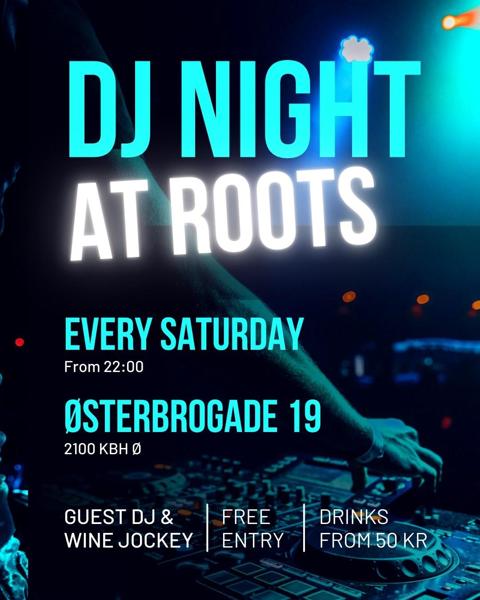 DJ NIGHT
AT ROOTS
EVERY SATURDAY
From 22:00
ØSTERBROGADE 19
2100 KBH Ø
GUEST DJ &
WINE JOCKEY
FREE
ENTRY
DRINKS
FROM 50 KR